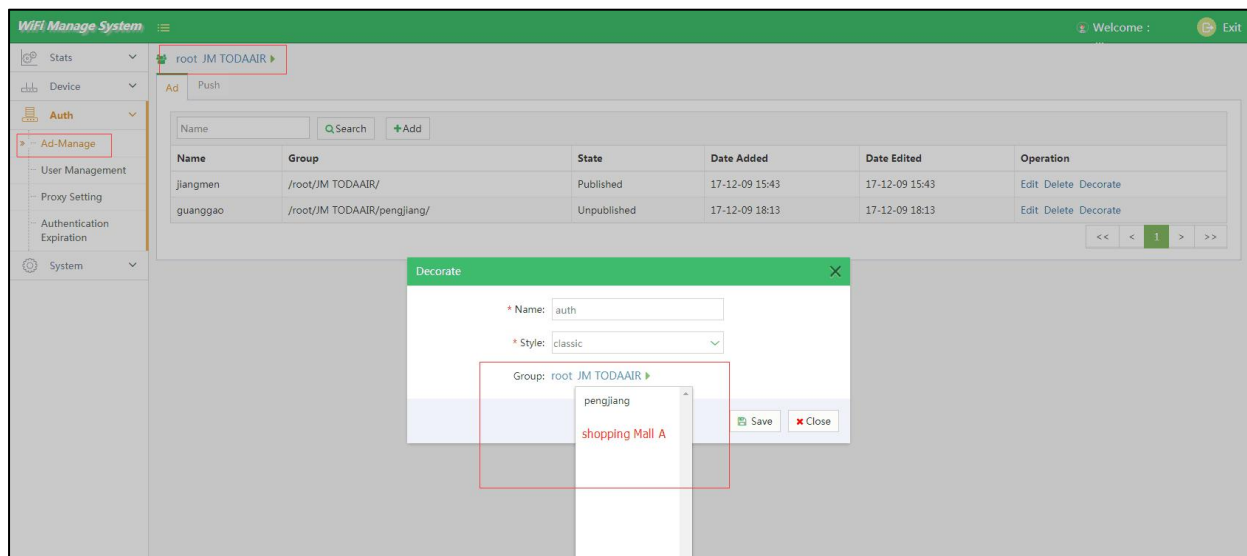 WiFi Manage System
Welcome :
Exit
Stats
root JM TODAAIR
Device
Ad Push
Auth
Name Search +Add
Ad-Manage
Name Group State Date Added Date Edited Operation
User Management
jiangmen /root/JM TODAAIR/ Published 17-12-09 15:43 17-12-09 15:43 Edit Delete Decorate
Proxy Setting
guanggao /root/JM TODAAIR/pengjiang/ Unpublished 17-12-09 18:13 17-12-09 18:13 Edit Delete Decorate
Authentication
Expiration
<< < 1 > >>
System
Decorate
* Name: auth
* Style: classic
Group: root JM TODAAIR
pengjiang
shopping Mall A
Save Close